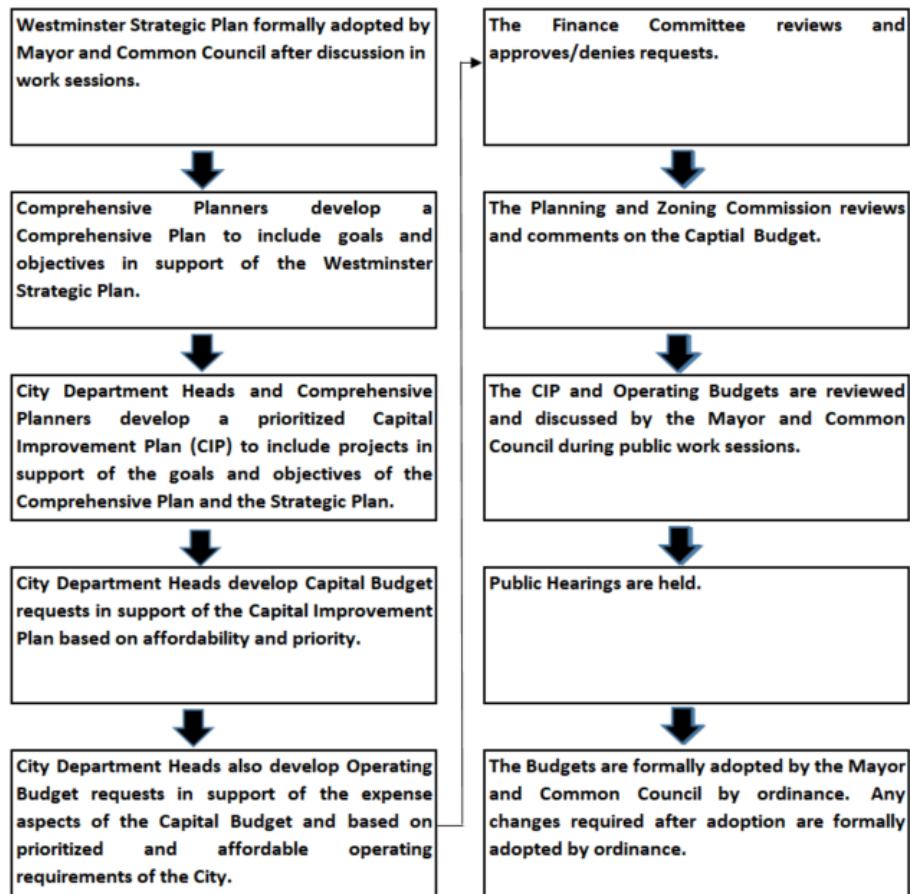 Westminster Strategic Plan formally adopted by
Mayor and Common Council after discussion in
work sessions.
Comprehensive Planners develop a
Comprehensive Plan to include goals and
objectives in support of the Westminster
Strategic Plan.
City Department Heads and Comprehensive
Planners develop a prioritized Capital
Improvement Plan (CIP) to include projects in
support of the goals and objectives of the
Comprehensive Plan and the Strategic Plan.
City Department Heads develop Capital Budget
requests in support of the Capital Improvement
Plan based on affordability and priority.
City Department Heads also develop Operating
Budget requests in support of the expense
aspects of the Capital Budget and based on
prioritized and affordable operating
requirements of the City.
The Finance Committee reviews and
approves/denies requests.
The Planning and Zoning Commission reviews
and comments on the Captial Budget.
The CIP and Operating Budgets are reviewed
and discussed by the Mayor and Common
Council during public work sessions.
Public Hearings are held.
The Budgets are formally adopted by the Mayor
and Common Council by ordinance. Any
changes required after adoption are formally
adopted by ordinance.